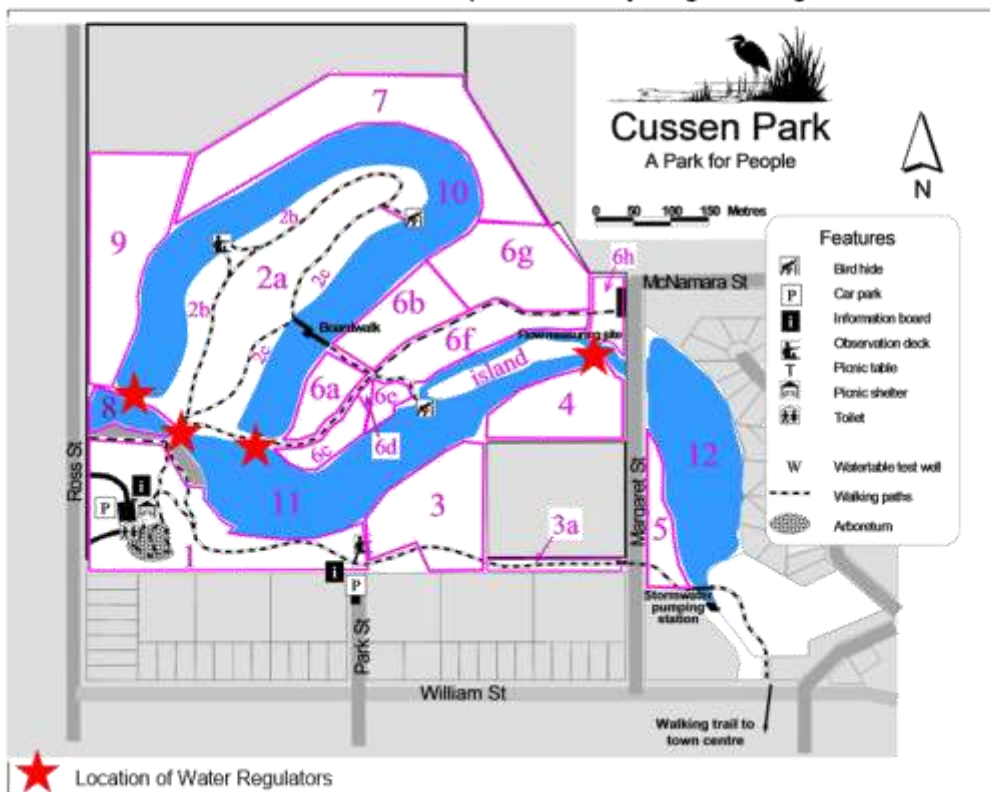 Cussen Park
A Park for People
N
0 50 100 150 Metres
7
10
9
2b
2a
2c
6g
6h
McNamara St
Features
Bird hide
P
Car park
i
Information board
Observation deck
T
Picnic table
Picnic shelter
Toilet
W
Watertable test well
Walking paths
Arboretum
6b
2b
Boardwalk
6f
Flow measuring site
2c
island
6a
6e
4
8
6d
6c
12
Ross St
11
3
Margaret St
5
i
P
3a
1
i
P
Stormwater
pumping
station
Park St
William St
Walking trail to
town centre
Location of Water Regulators